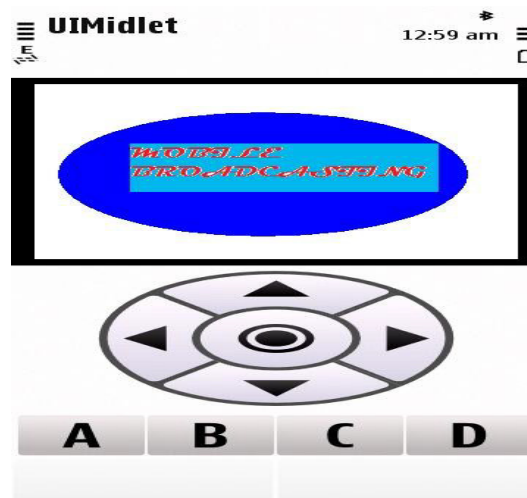 UIMidlet
12:59 am
E
MOBILE
BROADCASTING
A B C D